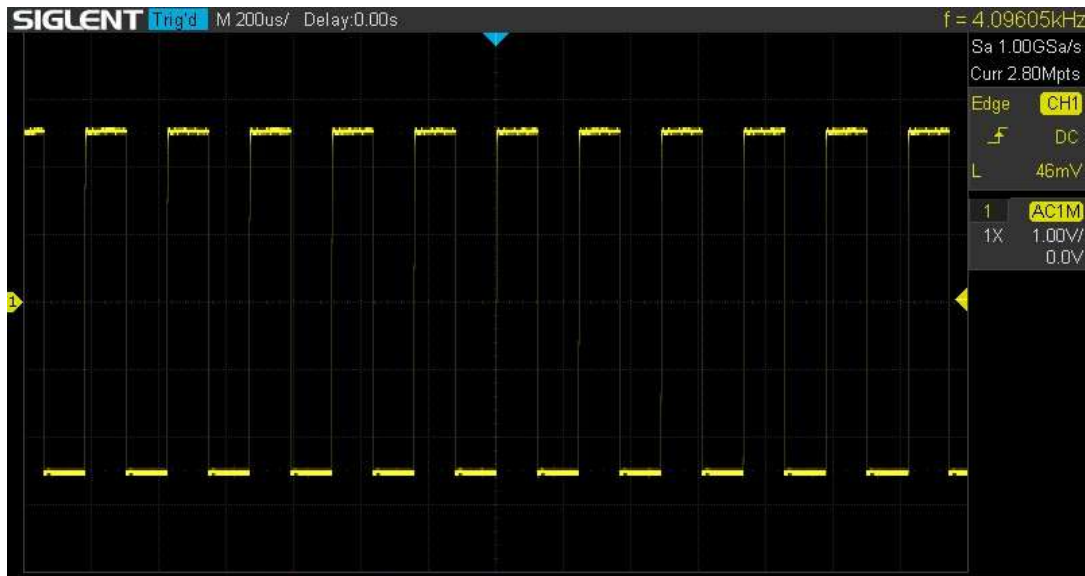 SIGLENT Trig'd M 200us/ Delay:0.00s f = 4.09605kHz
Sa 1.00GSa/s
Curr 2.80Mpts
Edge CH1
DC
L 46mV
1 AC1M
1X 1.00V/
0.0V
1